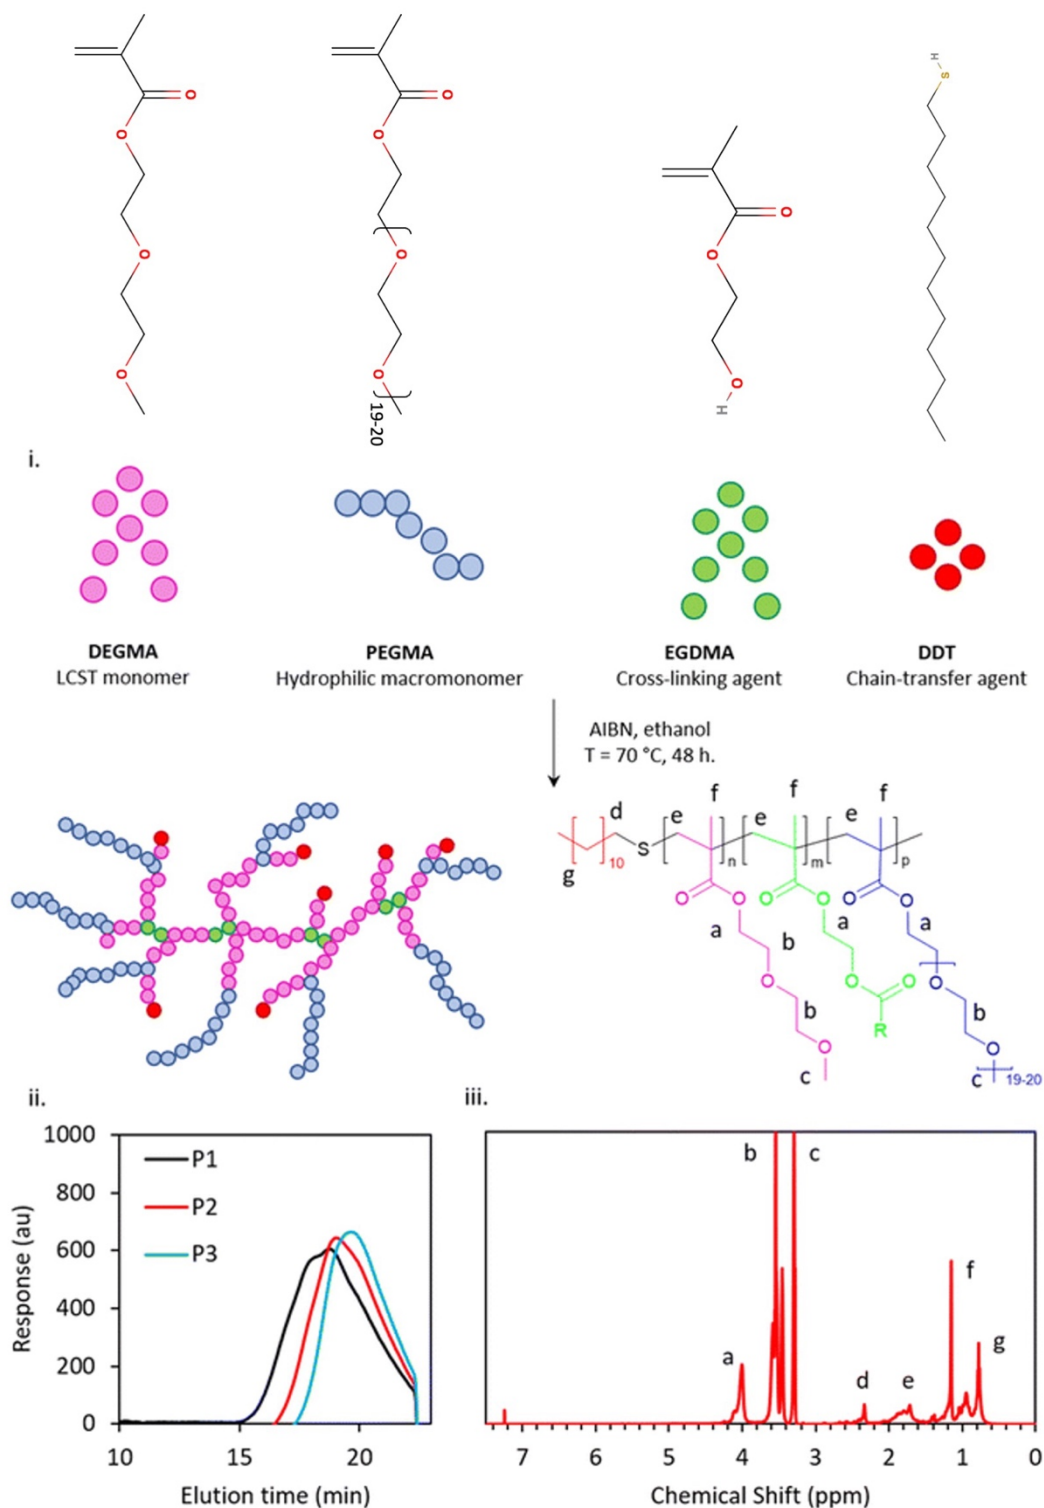 O
O
O
O
O
O
O
O
19-20
O
O
O
H
H
S
i.
DEGMA
LCST monomer
PEGMA
Hydrophilic macromonomer
EGDMA
Cross-linking agent
DDT
Chain-transfer agent
AIBN, ethanol
T = 70 °C, 48 h.
d
f
f
f
e
e
e
g
10
S
n
m
p
O
O
O
O
O
O
a
a
a
b
O
O
O
O
b
b
R
O
O
c
c
19-20
ii.
iii.
1000
800
600
400
200
0
P1
P2
P3
Response (au)
10
15
20
Elution time (min)
b
c
f
a
d
e
g
7
6
5
4
3
2
1
0
Chemical Shift (ppm)